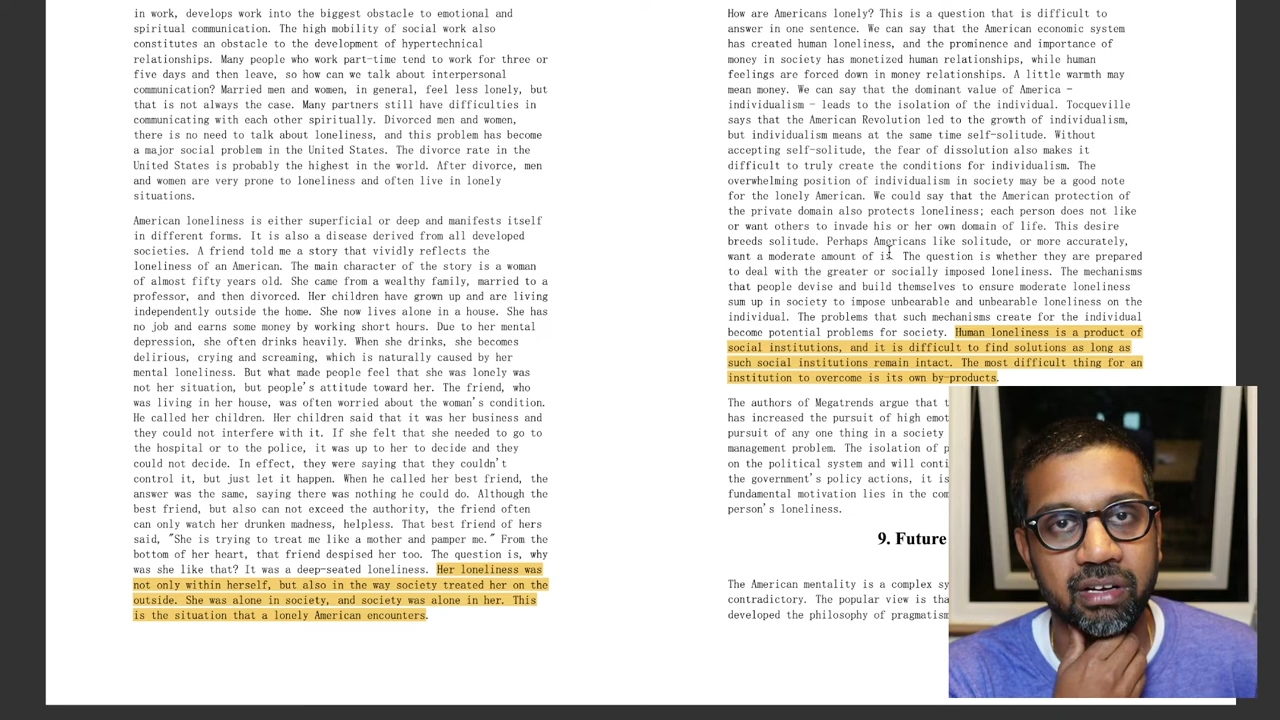 in work, develops work into the biggest obstacle to emotional and
spiritual communication. The high mobility of social work also
constitutes an obstacle to the development of hypertechnical
relationships. Many people who work part-time tend to work for three or
five days and then leave, so how can we talk about interpersonal
communication? Married men and women, in general, feel less lonely, but
that is not always the case. Many partners still have difficulties in
communicating with each other spiritually. Divorced men and women,
there is no need to talk about loneliness, and this problem has become
a major social problem in the United States. The divorce rate in the
United States is probably the highest in the world. After divorce, men
and women are very prone to loneliness and often live in lonely
situations.
American loneliness is either superficial or deep and manifests itself
in different forms. It is also a disease derived from all developed
societies. A friend told me a story that vividly reflects the
loneliness of an American. The main character of the story is a woman
of almost fifty years old. She came from a wealthy family, married to a
professor, and then divorced. Her children have grown up and are living
independently outside the home. She now lives alone in a house. She has
no job and earns some money by working short hours. Due to her mental
depression, she often drinks heavily. When she drinks, she becomes
delirious, crying and screaming, which is naturally caused by her
mental loneliness. But what made people feel that she was lonely was
not her situation, but people's attitude toward her. The friend, who
was living in her house, was often worried about the woman's condition.
He called her children. Her children said that it was her business and
they could not interfere with it. If she felt that she needed to go to
the hospital or to the police, it was up to her to decide and they
could not decide. In effect, they were saying that they couldn't
control it, but just let it happen. When he called her best friend, the
answer was the same, saying there was nothing he could do. Although the
best friend, but also can not exceed the authority, the friend often
can only watch her drunken madness, helpless. That best friend of hers
said, "She is trying to treat me like a mother and pamper me." From the
bottom of her heart, that friend despised her too. The question is, why
was she like that? It was a deep-seated loneliness. Her loneliness was
not only within herself, but also in the way society treated her on the
outside. She was alone in society, and society was alone in her. This
is the situation that a lonely American encounters.
How are Americans lonely? This is a question that is difficult to
answer in one sentence. We can say that the American economic system
has created human loneliness, and the prominence and importance of
money in society has monetized human relationships, while human
feelings are forced down in money relationships. A little warmth may
mean money. We can say that the dominant value of America -
individualism - leads to the isolation of the individual. Tocqueville
says that the American Revolution led to the growth of individualism,
but individualism means at the same time self-solitude. Without
accepting self-solitude, the fear of dissolution also makes it
difficult to truly create the conditions for individualism. The
overwhelming position of individualism in society may be a good note
for the lonely American. We could say that the American protection of
the private domain also protects loneliness; each person does not like
or want others to invade his or her own domain of life. This desire
breeds solitude. Perhaps Americans like solitude, or more accurately,
want a moderate amount of it. The question is whether they are prepared
to deal with the greater or socially imposed loneliness. The mechanisms
that people devise and build themselves to ensure moderate loneliness
sum up in society to impose unbearable and unbearable loneliness on the
individual. The problems that such mechanisms create for the individual
become potential problems for society. Human loneliness is a product of
social institutions, and it is difficult to find solutions as long as
such social institutions remain intact. The most difficult thing for an
institution to overcome is its own by-products.
The authors of Megatrends argue that
has increased the pursuit of high
pursuit of any one thing in a society
management problem. The isolation of
on the political system and will
the government's policy actions, it is
fundamental motivation lies in the
person's loneliness.
9. Future
The American mentality is a complex
contradictory. The popular view is
developed the philosophy of pragmatism